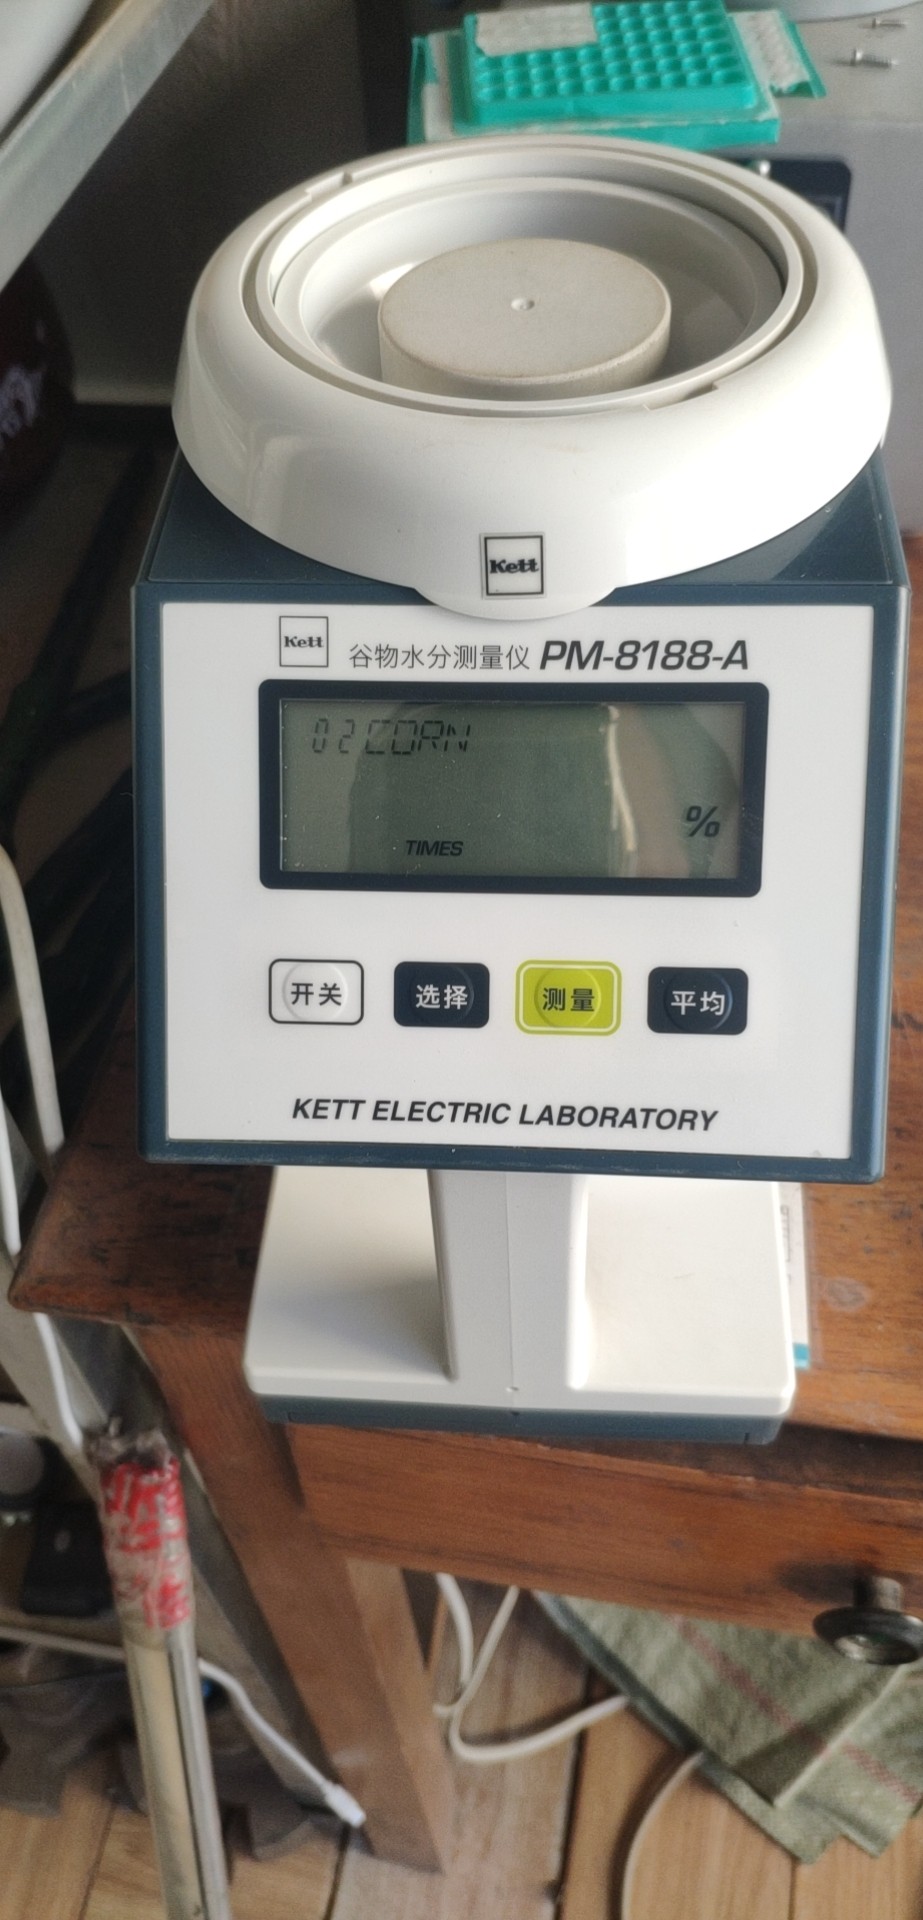 Kett
Kett 谷物水分测量仪 PM-8188-A
02 CORN
%
TIMES
开关 选择 测量 平均
KETT ELECTRIC LABORATORY